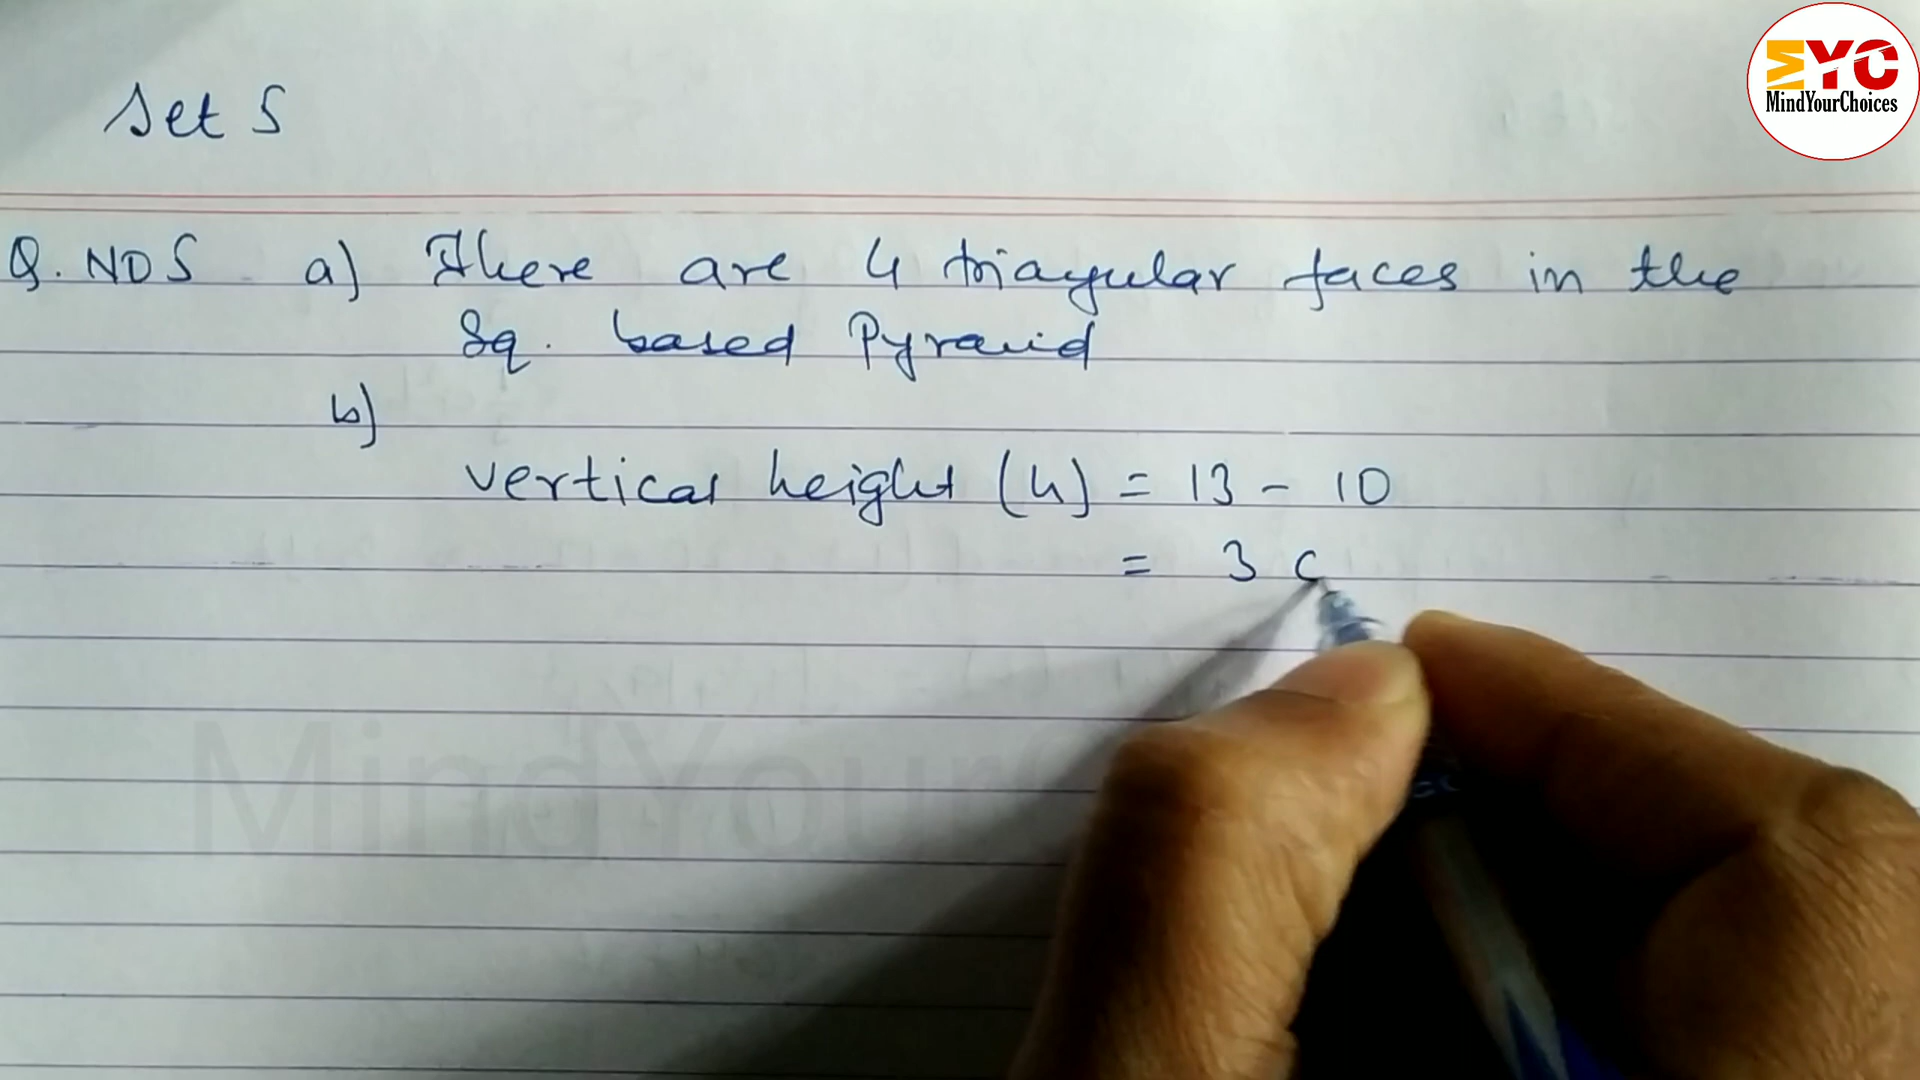 MYC
MindYourChoices
Set 5
Q. NO 5 a) There are 4 triangular faces in the
Sq. based Pyramid
b)
vertical height (h) = 13 - 10
= 3 c
MindYour